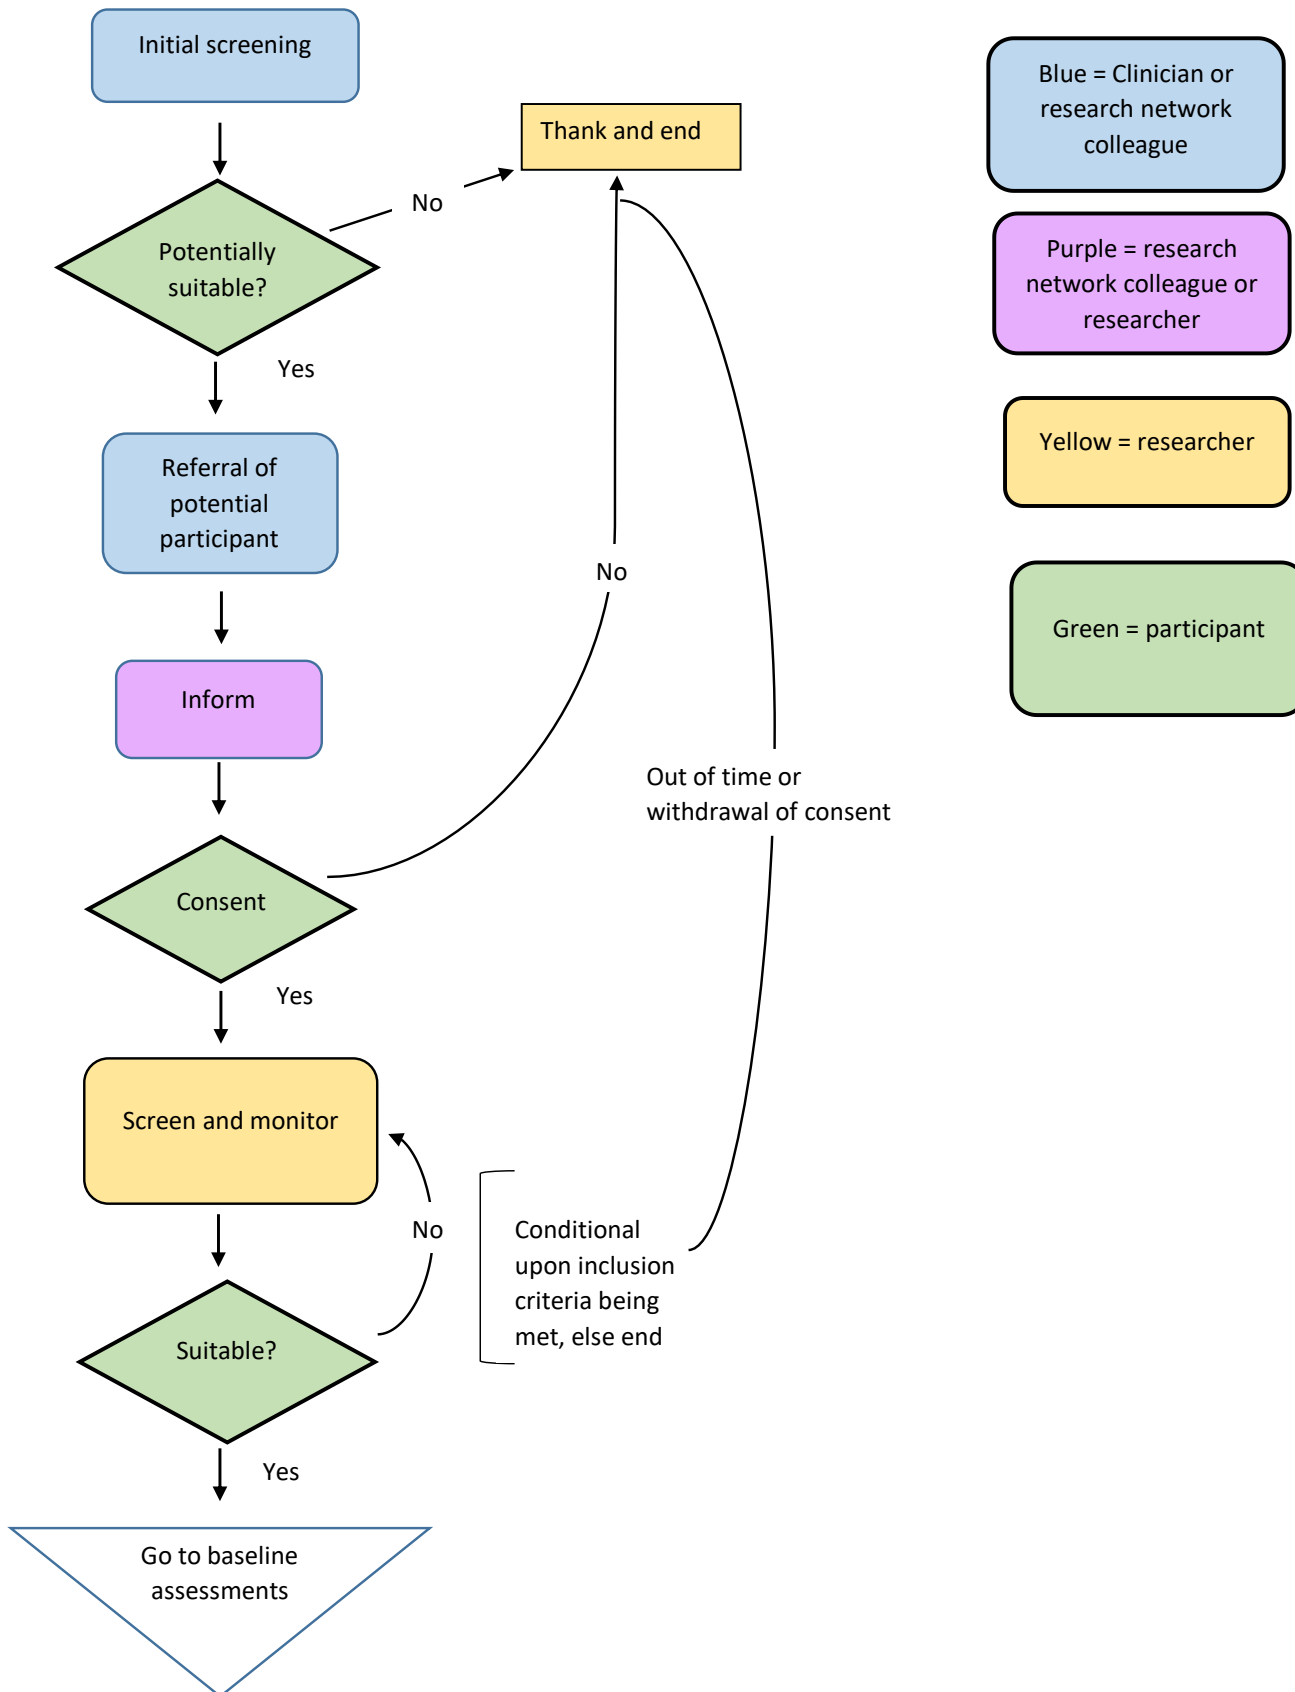 Initial screening
Thank and end
No
Potentially
suitable?
Yes
Referral of
potential
participant
No
Inform
Out of time or
withdrawal of consent
Consent
Yes
Screen and monitor
No
Conditional
upon inclusion
criteria being
met, else end
Suitable?
Yes
Go to baseline
assessments
Blue = Clinician or
research network
colleague
Purple = research
network colleague or
researcher
Yellow = researcher
Green = participant